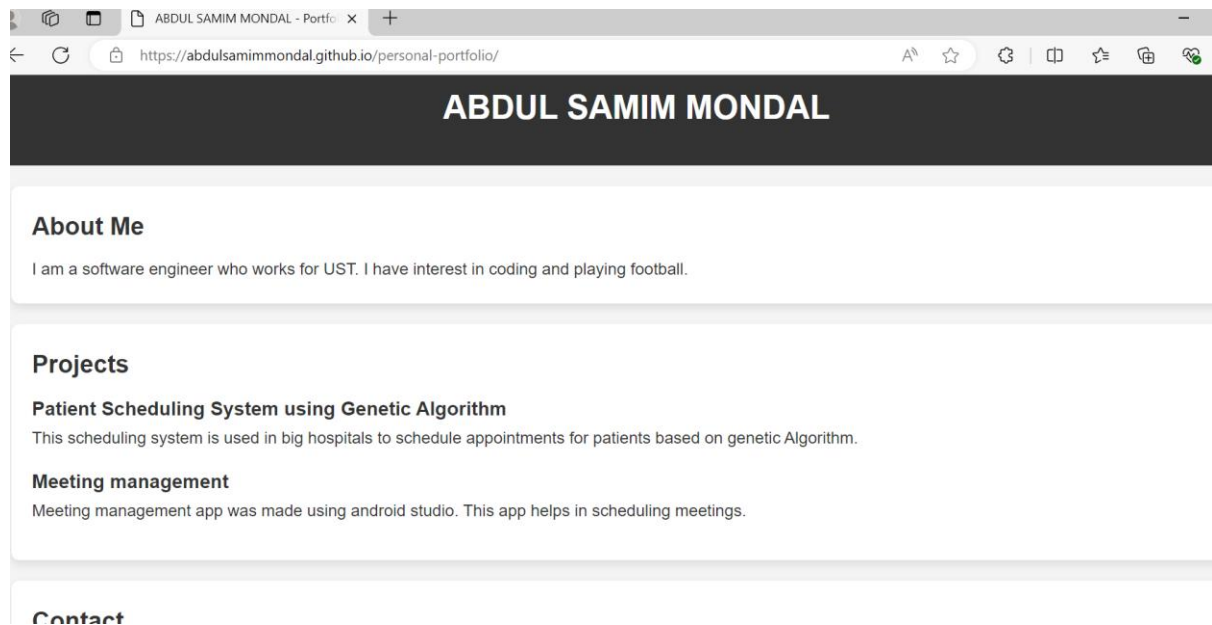 ABDUL SAMIM MONDAL - Portfo
https://abdulsamimmondal.github.io/personal-portfolio/
ABDUL SAMIM MONDAL
About Me
I am a software engineer who works for UST. I have interest in coding and playing football.
Projects
Patient Scheduling System using Genetic Algorithm
This scheduling system is used in big hospitals to schedule appointments for patients based on genetic Algorithm.
Meeting management
Meeting management app was made using android studio. This app helps in scheduling meetings.
Contact